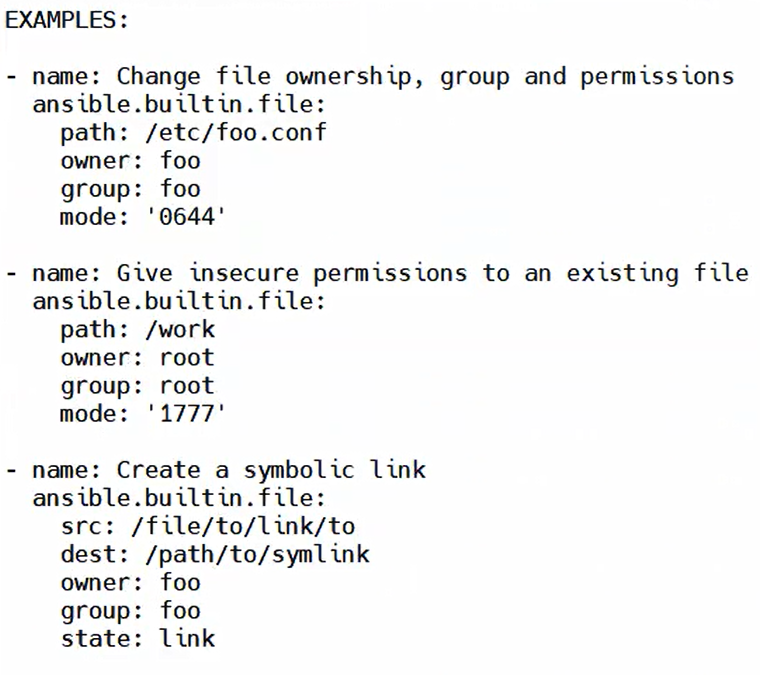 EXAMPLES:

- name: Change file ownership, group and permissions
  ansible.builtin.file:
    path: /etc/foo.conf
    owner: foo
    group: foo
    mode: '0644'

- name: Give insecure permissions to an existing file
  ansible.builtin.file:
    path: /work
    owner: root
    group: root
    mode: '1777'

- name: Create a symbolic link
  ansible.builtin.file:
    src: /file/to/link/to
    dest: /path/to/symlink
    owner: foo
    group: foo
    state: link